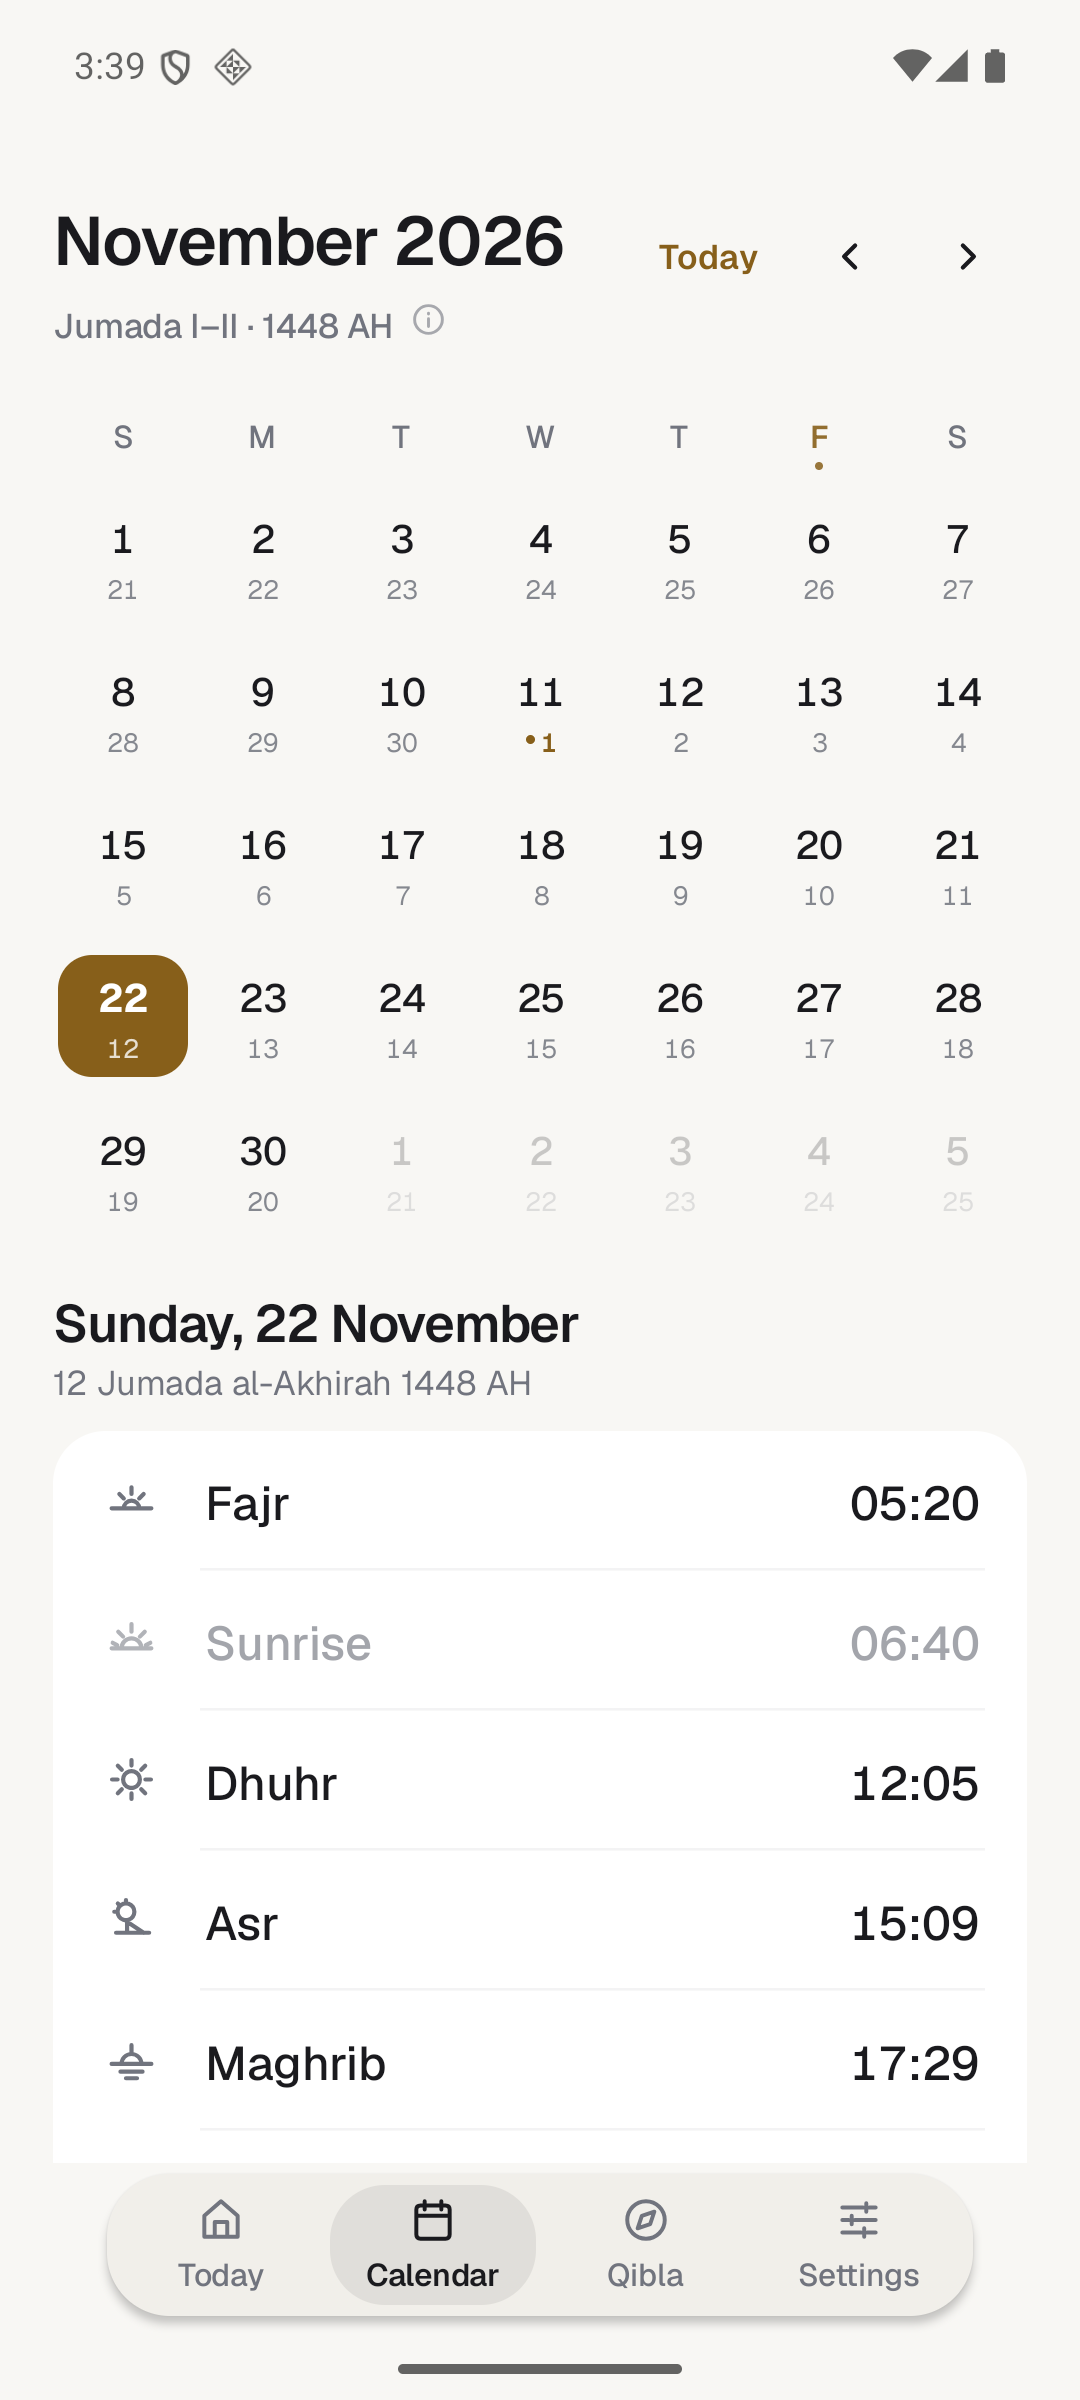 3:39
November 2026
Today
Jumada I–II · 1448 AH
S M T W T F S
1 2 3 4 5 6 7
21 22 23 24 25 26 27
8 9 10 11 12 13 14
28 29 30 •1 2 3 4
15 16 17 18 19 20 21
5 6 7 8 9 10 11
22 23 24 25 26 27 28
12 13 14 15 16 17 18
29 30 1 2 3 4 5
19 20 21 22 23 24 25
Sunday, 22 November
12 Jumada al-Akhirah 1448 AH
Fajr 05:20
Sunrise 06:40
Dhuhr 12:05
Asr 15:09
Maghrib 17:29
Today Calendar Qibla Settings